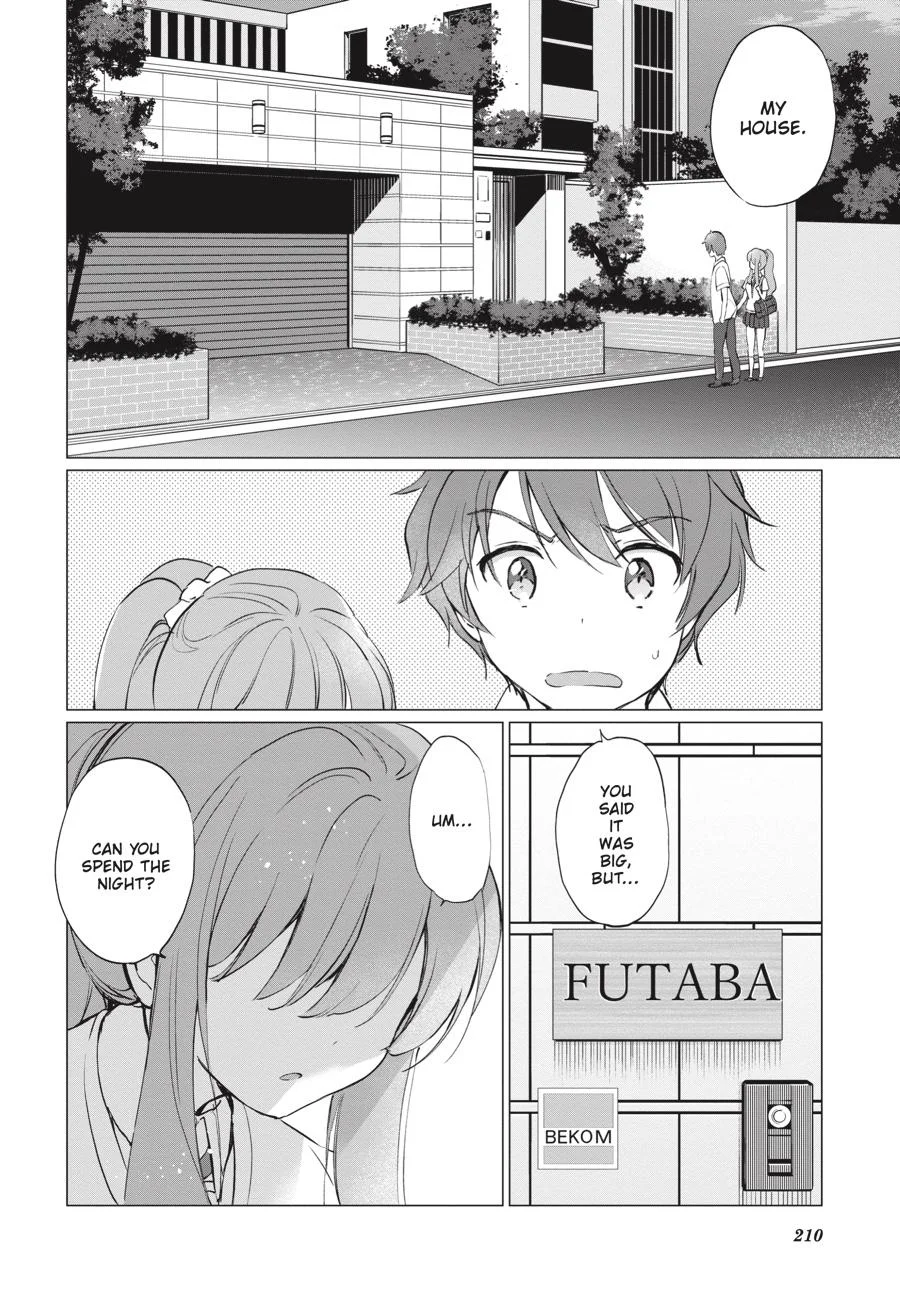 MY
HOUSE.
YOU
SAID
IT
WAS
BIG,
BUT...
FUTABA
BEKOM
UM...
CAN YOU
SPEND THE
NIGHT?
210